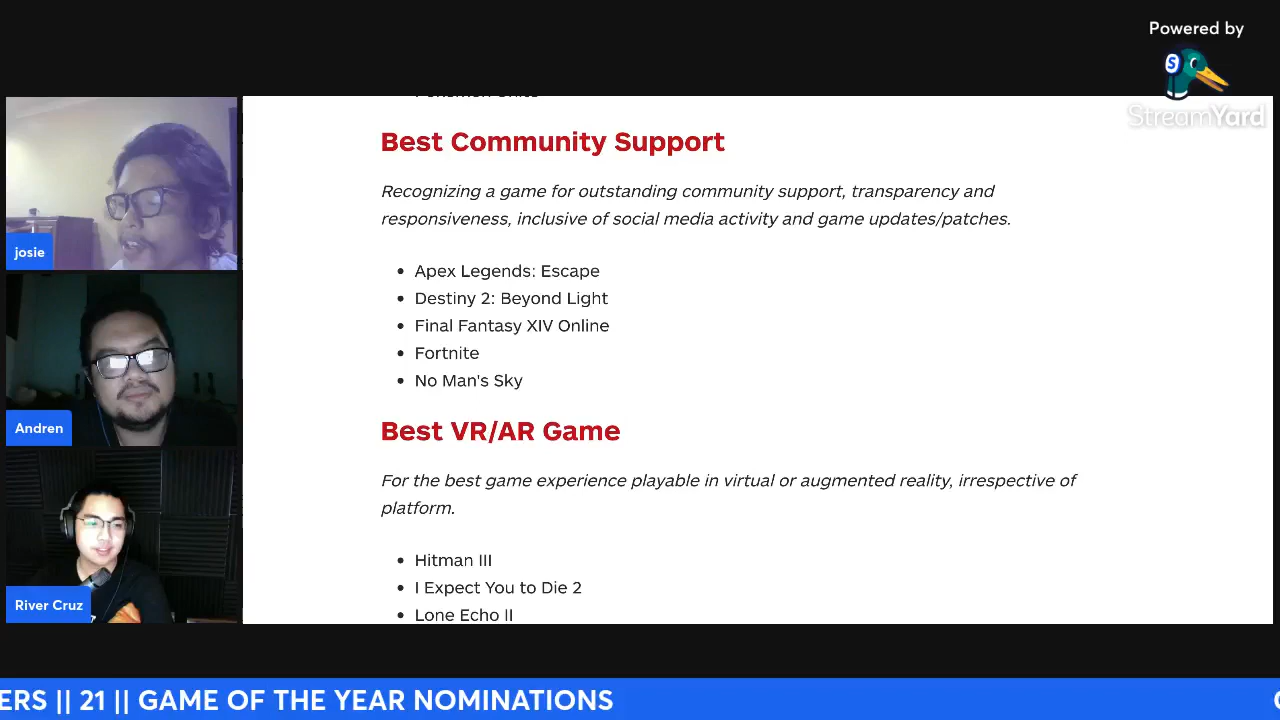 Powered by
StreamYard
Best Community Support
Recognizing a game for outstanding community support, transparency and
responsiveness, inclusive of social media activity and game updates/patches.
• Apex Legends: Escape
• Destiny 2: Beyond Light
• Final Fantasy XIV Online
• Fortnite
• No Man's Sky
Best VR/AR Game
For the best game experience playable in virtual or augmented reality, irrespective of
platform.
• Hitman III
• I Expect You to Die 2
• Lone Echo II
josie
Andren
River Cruz
ERS || 21 || GAME OF THE YEAR NOMINATIONS